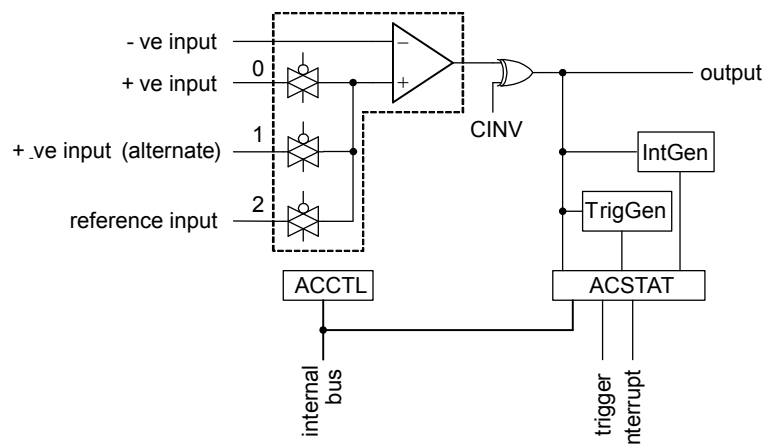 - ve input
0
+ ve input
−
+
output
CINV
1
+ -ve input (alternate)
IntGen
2
reference input
TrigGen
ACCTL
ACSTAT
internal
bus
trigger
nterrupt